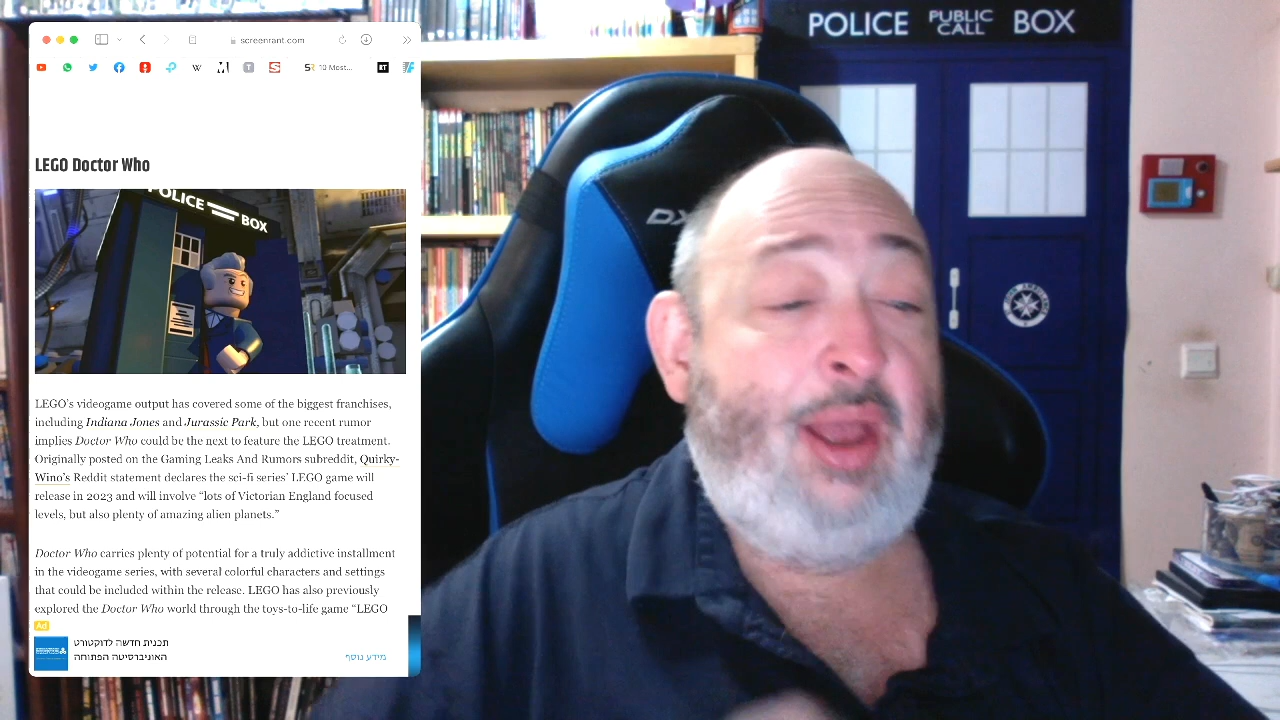 screenrant.com
10 Most...
LEGO Doctor Who
POLICE BOX
LEGO's videogame output has covered some of the biggest franchises,
including Indiana Jones and Jurassic Park, but one recent rumor
implies Doctor Who could be the next to feature the LEGO treatment.
Originally posted on the Gaming Leaks And Rumors subreddit, Quirky-
Wino's Reddit statement declares the sci-fi series' LEGO game will
release in 2023 and will involve “lots of Victorian England focused
levels, but also plenty of amazing alien planets.”
Doctor Who carries plenty of potential for a truly addictive installment
in the videogame series, with several colorful characters and settings
that could be included within the release. LEGO has also previously
explored the Doctor Who world through the toys-to-life game “LEGO
Ad
תכנית חדשה לדוקטורט
האוניברסיטה הפתוחה
מידע נוסף
POLICE PUBLIC CALL BOX
DX